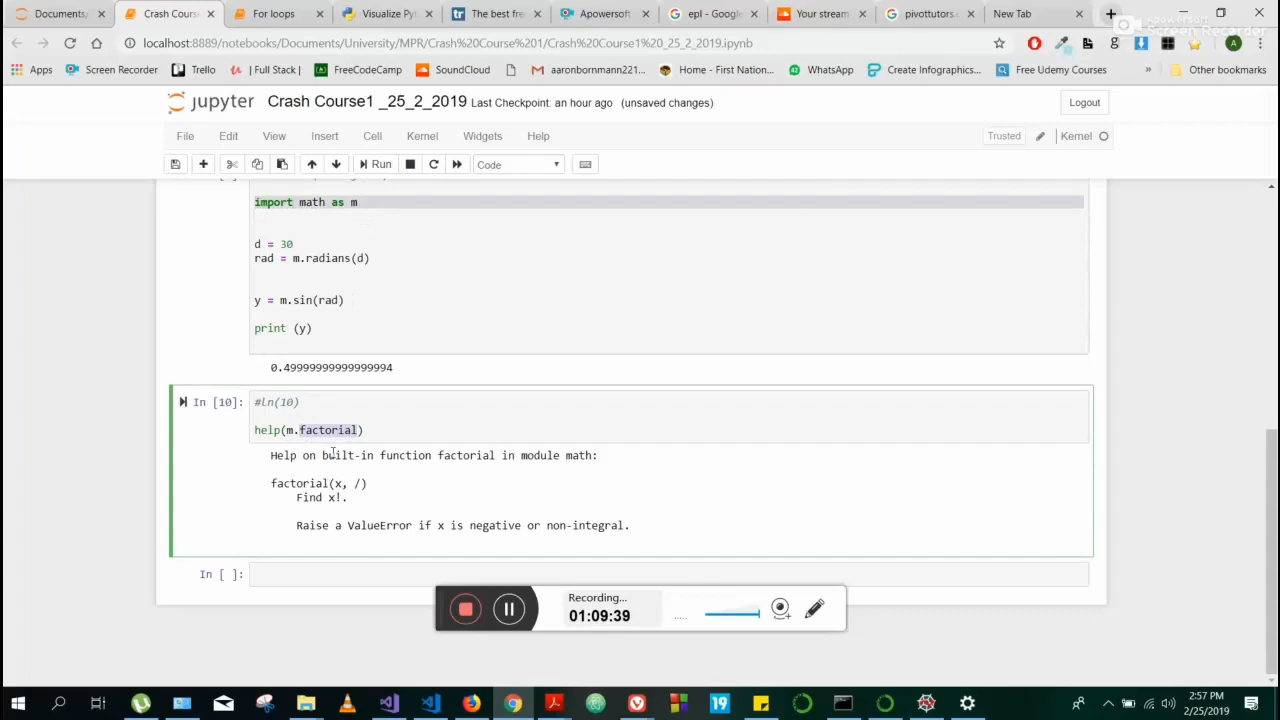 Documents/
Crash Cours
For loops
Visualize Py
The best fre
Apowersoft
epl - Google
Your stream
pivottutors.c
New Tab
Apowersoft
Screen Recorder
localhost:8889/notebooks/Documents/University/MPR/Crash%20Course%201/Crash%20Course1%20_25_2_2019.ipynb
Apps
Screen Recorder
Trello
| Full Stack |
FreeCodeCamp
SoundCloud
aaronbornmann221...
Home - First Nation...
WhatsApp
Create Infographics...
Free Udemy Courses
»
Other bookmarks
jupyter Crash Course1 _25_2_2019 Last Checkpoint: an hour ago (unsaved changes)
Logout
File Edit View Insert Cell Kernel Widgets Help
Trusted
Kernel
Run
Code
import math as m
d = 30
rad = m.radians(d)
y = m.sin(rad)
print (y)
0.49999999999999994
In [10]:
#ln(10)
help(m.factorial)
Help on built-in function factorial in module math:
factorial(x, /)
Find x!.
Raise a ValueError if x is negative or non-integral.
In [ ]:
Recording...
01:09:39
2:57 PM
2/25/2019